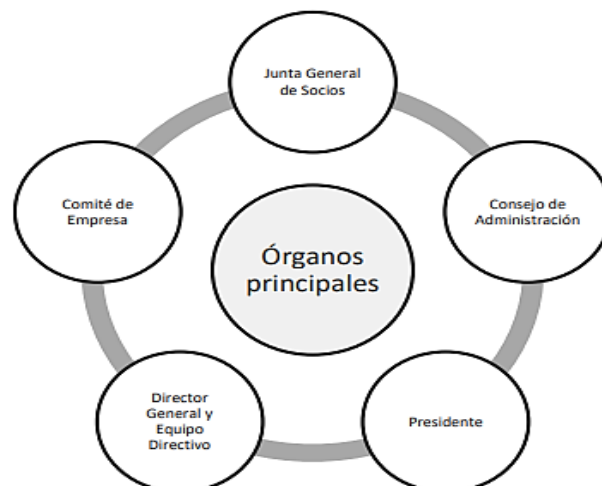 Junta General
de Socios
Comité de
Empresa
Consejo de
Administración
Órganos
principales
Director
General y
Equipo
Directivo
Presidente